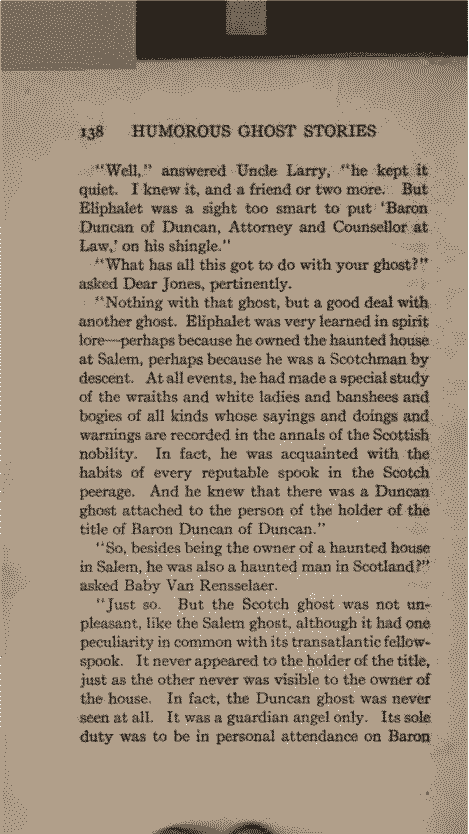 138 HUMOROUS GHOST STORIES
"Well," answered Uncle Larry, "he kept it
quiet. I knew it, and a friend or two more. But
Eliphalet was a sight too smart to put 'Baron
Duncan of Duncan, Attorney and Counsellor at
Law,' on his shingle."
"What has all this got to do with your ghost?"
asked Dear Jones, pertinently.
"Nothing with that ghost, but a good deal with
another ghost. Eliphalet was very learned in spirit
lore—perhaps because he owned the haunted house
at Salem, perhaps because he was a Scotchman by
descent. At all events, he had made a special study
of the wraiths and white ladies and banshees and
bogies of all kinds whose sayings and doings and
warnings are recorded in the annals of the Scottish
nobility. In fact, he was acquainted with the
habits of every reputable spook in the Scotch
peerage. And he knew that there was a Duncan
ghost attached to the person of the holder of the
title of Baron Duncan of Duncan."
"So, besides being the owner of a haunted house
in Salem, he was also a haunted man in Scotland?"
asked Baby Van Rensselaer.
"Just so. But the Scotch ghost was not un-
pleasant, like the Salem ghost, although it had one
peculiarity in common with its transatlantic fellow-
spook. It never appeared to the holder of the title,
just as the other never was visible to the owner of
the house. In fact, the Duncan ghost was never
seen at all. It was a guardian angel only. Its sole
duty was to be in personal attendance on Baron